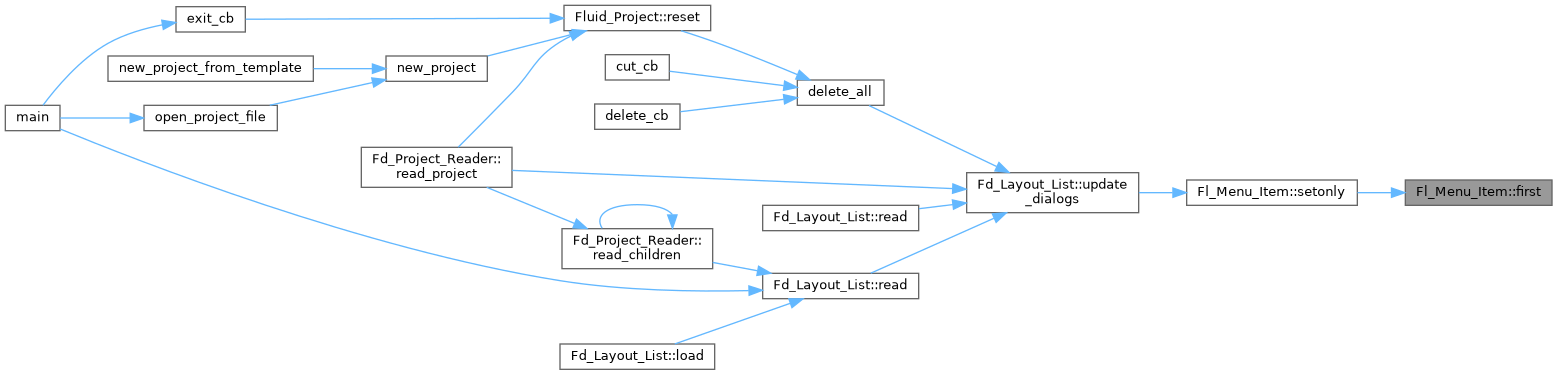 exit_cb
Fluid_Project::reset
new_project_from_template
new_project
cut_cb
delete_all
main
open_project_file
delete_cb
Fd_Project_Reader::
read_project
Fd_Layout_List::update
_dialogs
Fl_Menu_Item::setonly
Fl_Menu_Item::first
Fd_Layout_List::read
Fd_Project_Reader::
read_children
Fd_Layout_List::read
Fd_Layout_List::load